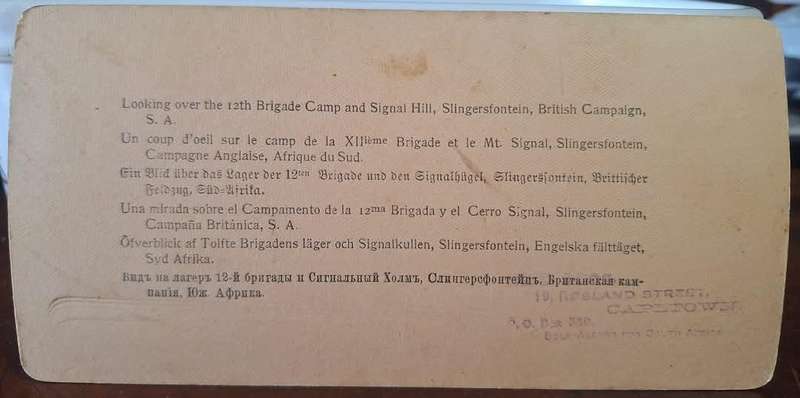 Looking over the 12th Brigade Camp and Signal Hill, Slingersfontein, British Campaign,
S. A.
Un coup d'oeil sur le camp de la XIIième Brigade et le Mt. Signal, Slingersfontein,
Campagne Anglaise, Afrique du Sud.
Ein Blick über das Lager der 12ten Brigade und den Signalhügel, Slingersfontein, Brittischer
Feldzug, Süd-Afrika.
Una mirada sobre el Campamento de la 12ma Brigada y el Cerro Signal, Slingersfontein,
Campaña Británica, S. A.
Öfverblick af Tolfte Brigadens läger och Signalkullen, Slingersfontein, Engelska fälttåget,
Syd Afrika.
Видъ на лагерь 12-й бригады и Сигнальный Холмъ, Слингерсфонтейнъ, Британская кам-
панія, Юж. Африка.
STREET,
CAPETOWN.
P. O. Box
South Africa